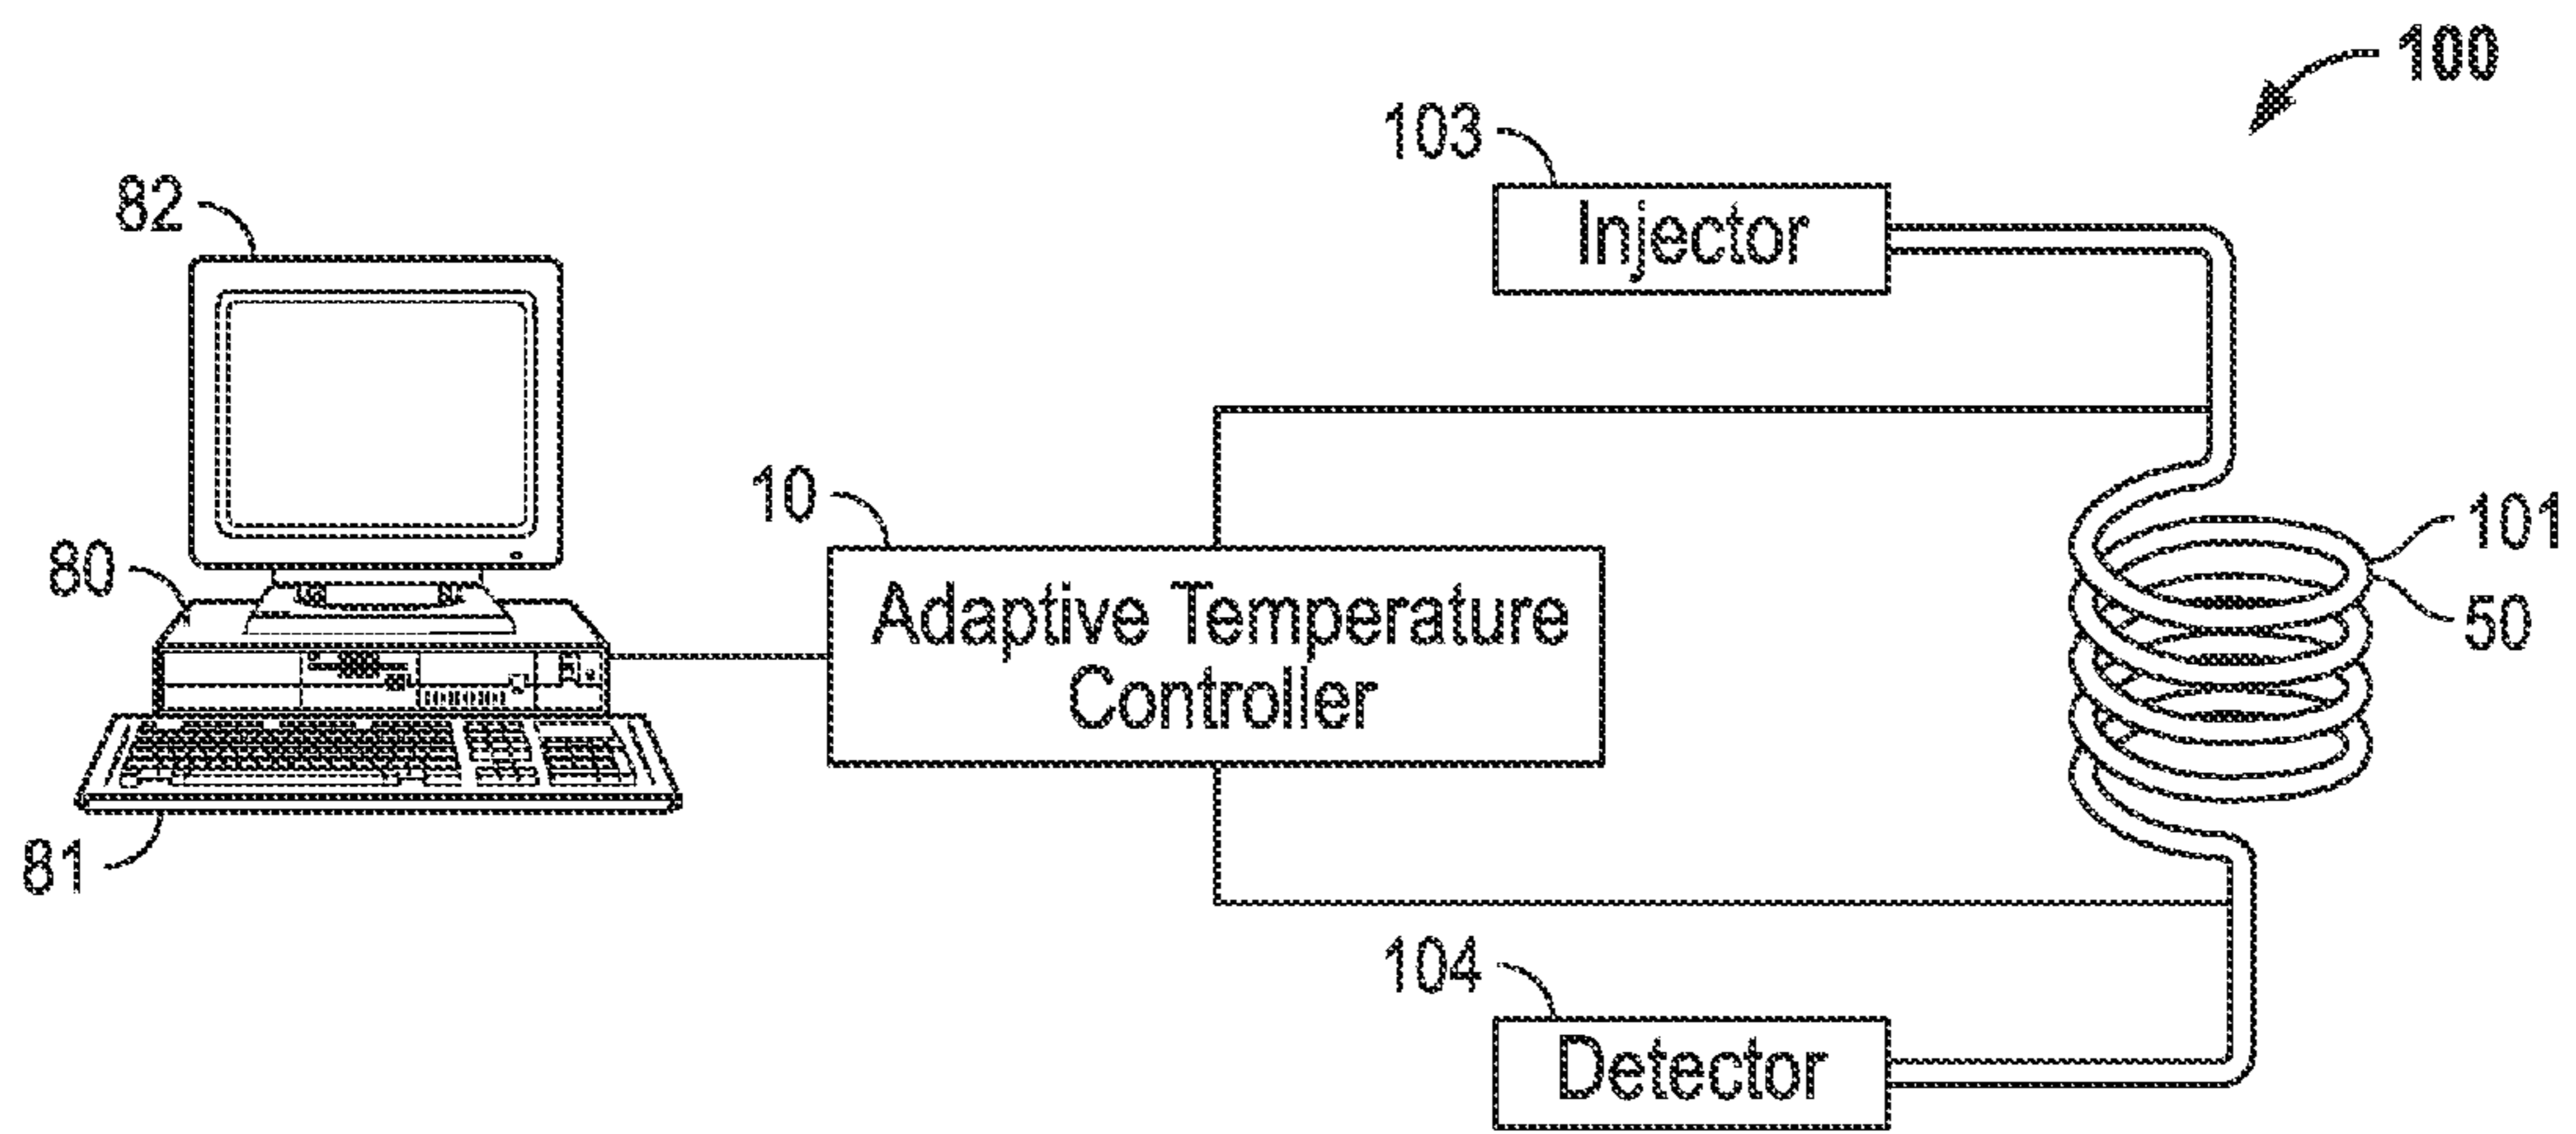 100
103
Injector
82
10
101
80
50
Adaptive Temperature
Controller
81
104
Detector